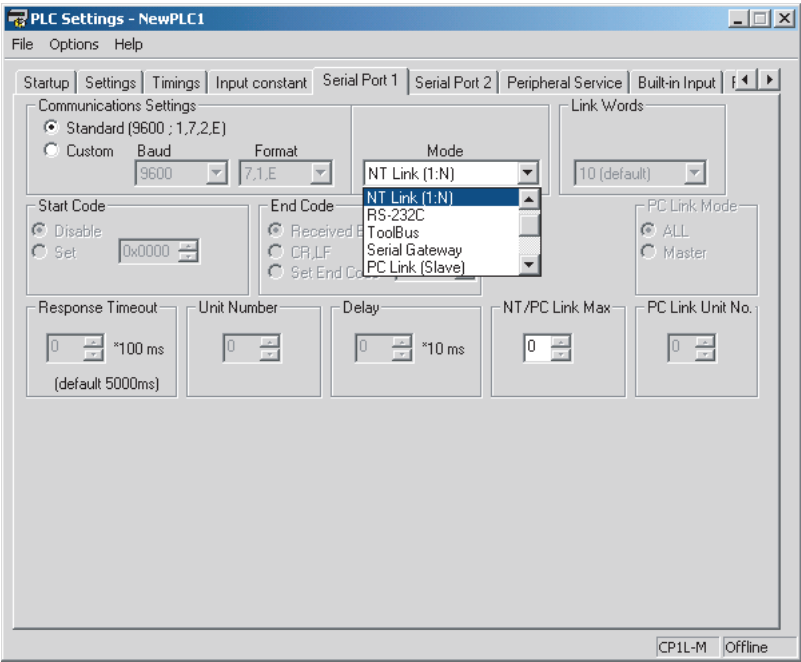 PLC Settings - NewPLC1
File Options Help
Startup Settings Timings Input constant Serial Port 1 Serial Port 2 Peripheral Service Built-in Input
Communications Settings
Standard (9600 ; 1,7,2,E)
Custom Baud Format
9600 7,1,E
Mode
NT Link (1:N)
NT Link (1:N)
RS-232C
ToolBus
Serial Gateway
PC Link (Slave)
Link Words
10 (default)
Start Code
Disable
Set 0x0000
End Code
Received
CR,LF
Set End
PC Link Mode
ALL
Master
Response Timeout
0 *100 ms
(default 5000ms)
Unit Number
0
Delay
0 *10 ms
NT/PC Link Max
0
PC Link Unit No.
0
CP1L-M Offline